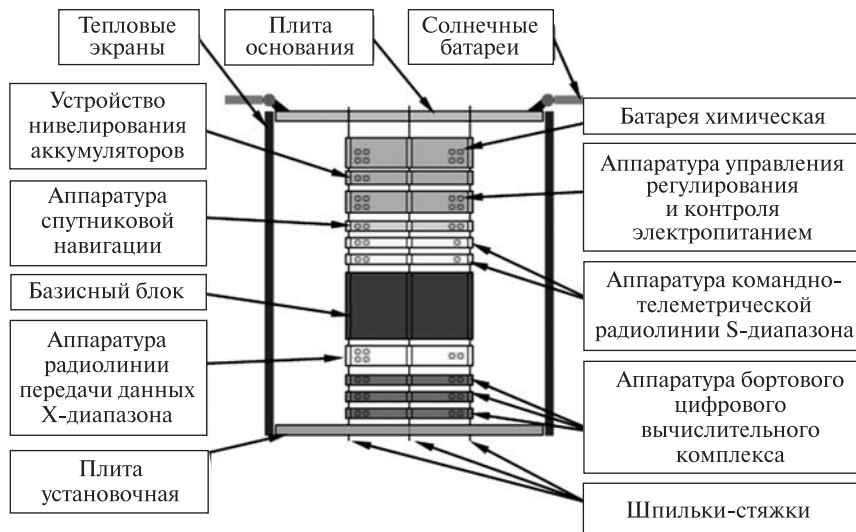 Тепловые
экраны
Плита
основания
Солнечные
батареи
Устройство
нивелирования
аккумуляторов
Аппаратура
спутниковой
навигации
Базисный блок
Аппаратура
радиолинии
передачи данных
X-диапазона
Плита
установочная
Батарея химическая
Аппаратура управления
регулирования
и контроля
электропитанием
Аппаратура командно-
телеметрической
радиолинии S-диапазона
Аппаратура бортового
цифрового
вычислительного
комплекса
Шпильки-стяжки